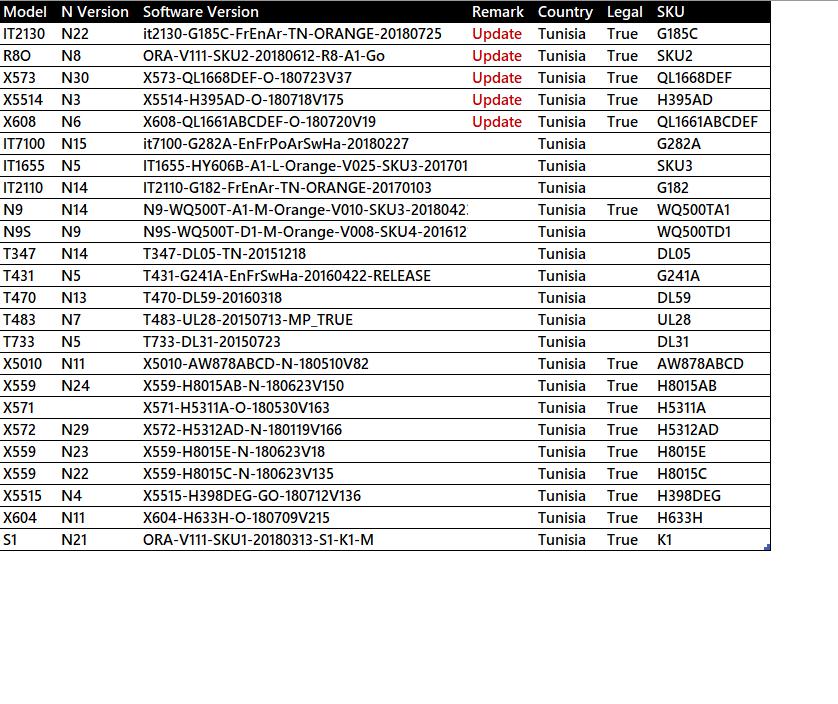 Model N Version Software Version Remark Country Legal SKU
IT2130 N22 it2130-G185C-FrEnAr-TN-ORANGE-20180725 Update Tunisia True G185C
R8O N8 ORA-V111-SKU2-20180612-R8-A1-Go Update Tunisia True SKU2
X573 N30 X573-QL1668DEF-O-180723V37 Update Tunisia True QL1668DEF
X5514 N3 X5514-H395AD-O-180718V175 Update Tunisia True H395AD
X608 N6 X608-QL1661ABCDEF-O-180720V19 Update Tunisia True QL1661ABCDEF
IT7100 N15 it7100-G282A-EnFrPoArSwHa-20180227 Tunisia G282A
IT1655 N5 IT1655-HY606B-A1-L-Orange-V025-SKU3-201701 Tunisia SKU3
IT2110 N14 IT2110-G182-FrEnAr-TN-ORANGE-20170103 Tunisia G182
N9 N14 N9-WQ500T-A1-M-Orange-V010-SKU3-2018042 Tunisia True WQ500TA1
N9S N9 N9S-WQ500T-D1-M-Orange-V008-SKU4-201612 Tunisia WQ500TD1
T347 N14 T347-DL05-TN-20151218 Tunisia DL05
T431 N5 T431-G241A-EnFrSwHa-20160422-RELEASE Tunisia G241A
T470 N13 T470-DL59-20160318 Tunisia DL59
T483 N7 T483-UL28-20150713-MP_TRUE Tunisia UL28
T733 N5 T733-DL31-20150723 Tunisia DL31
X5010 N11 X5010-AW878ABCD-N-180510V82 Tunisia True AW878ABCD
X559 N24 X559-H8015AB-N-180623V150 Tunisia True H8015AB
X571 X571-H5311A-O-180530V163 Tunisia True H5311A
X572 N29 X572-H5312AD-N-180119V166 Tunisia True H5312AD
X559 N23 X559-H8015E-N-180623V18 Tunisia True H8015E
X559 N22 X559-H8015C-N-180623V135 Tunisia True H8015C
X5515 N4 X5515-H398DEG-GO-180712V136 Tunisia True H398DEG
X604 N11 X604-H633H-O-180709V215 Tunisia True H633H
S1 N21 ORA-V111-SKU1-20180313-S1-K1-M Tunisia True K1